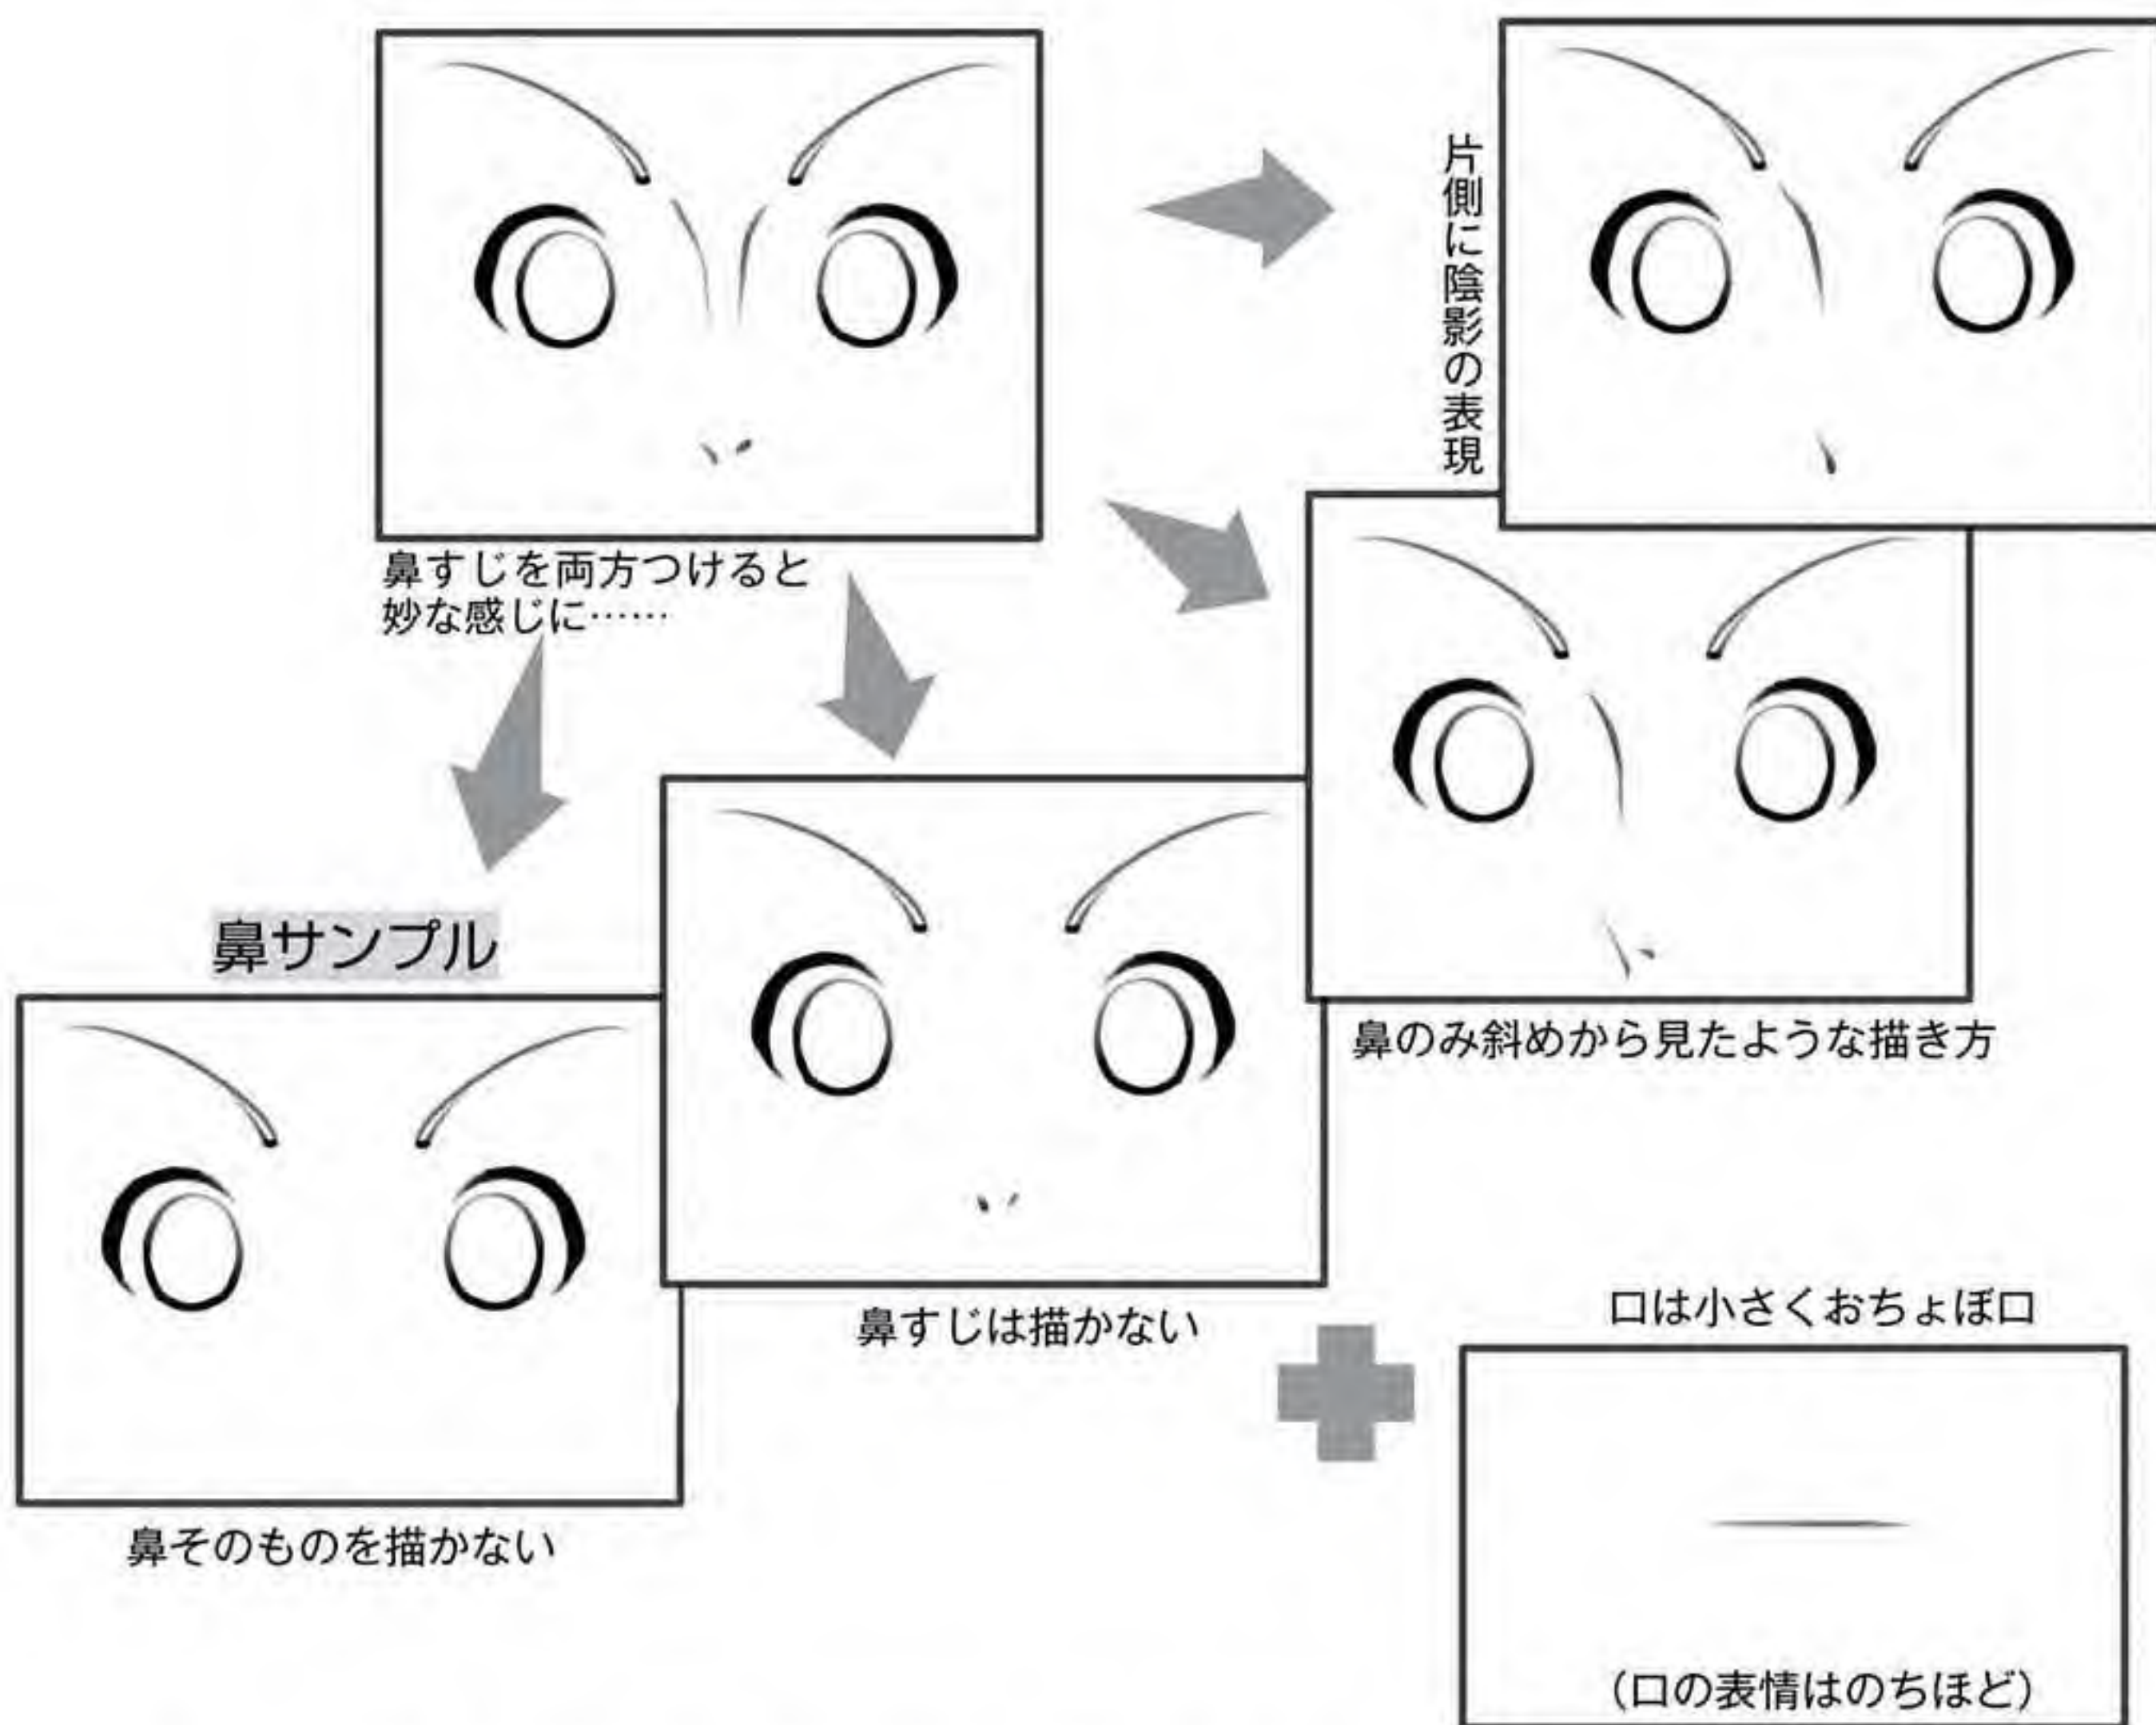 片側に陰影の表現
鼻すじを両方つけると
妙な感じに……
鼻サンプル
鼻のみ斜めから見たような描き方
鼻すじは描かない
口は小さくおちょぼ口
鼻そのものを描かない
（口の表情はのちほど）